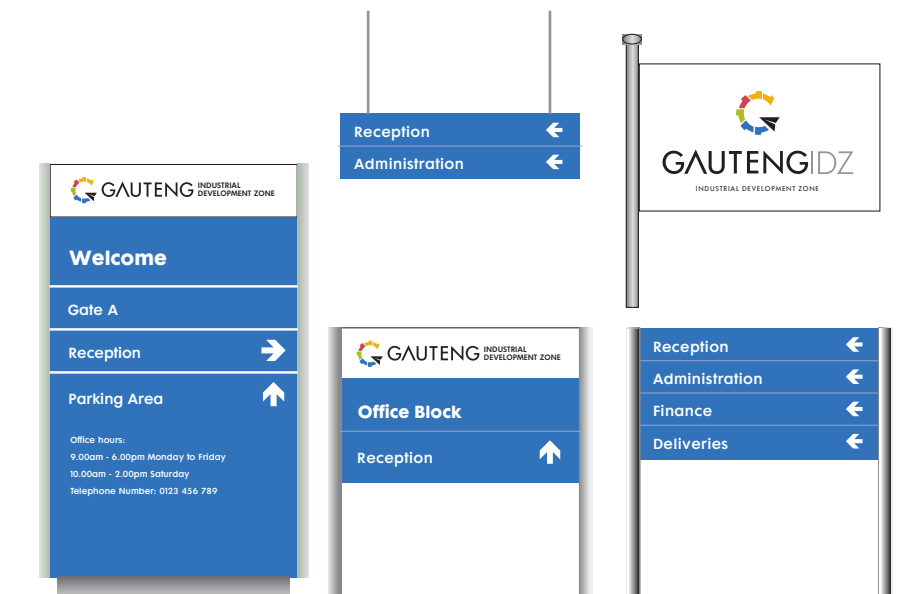 Reception
Administration
GAUTENGIDZ
INDUSTRIAL DEVELOPMENT ZONE
GAUTENG INDUSTRIAL
DEVELOPMENT ZONE
Welcome
Gate A
Reception
Parking Area
Office hours:
9.00am - 6.00pm Monday to Friday
10.00am - 2.00pm Saturday
Telephone Number: 0123 456 789
GAUTENG INDUSTRIAL
DEVELOPMENT ZONE
Office Block
Reception
Reception
Administration
Finance
Deliveries